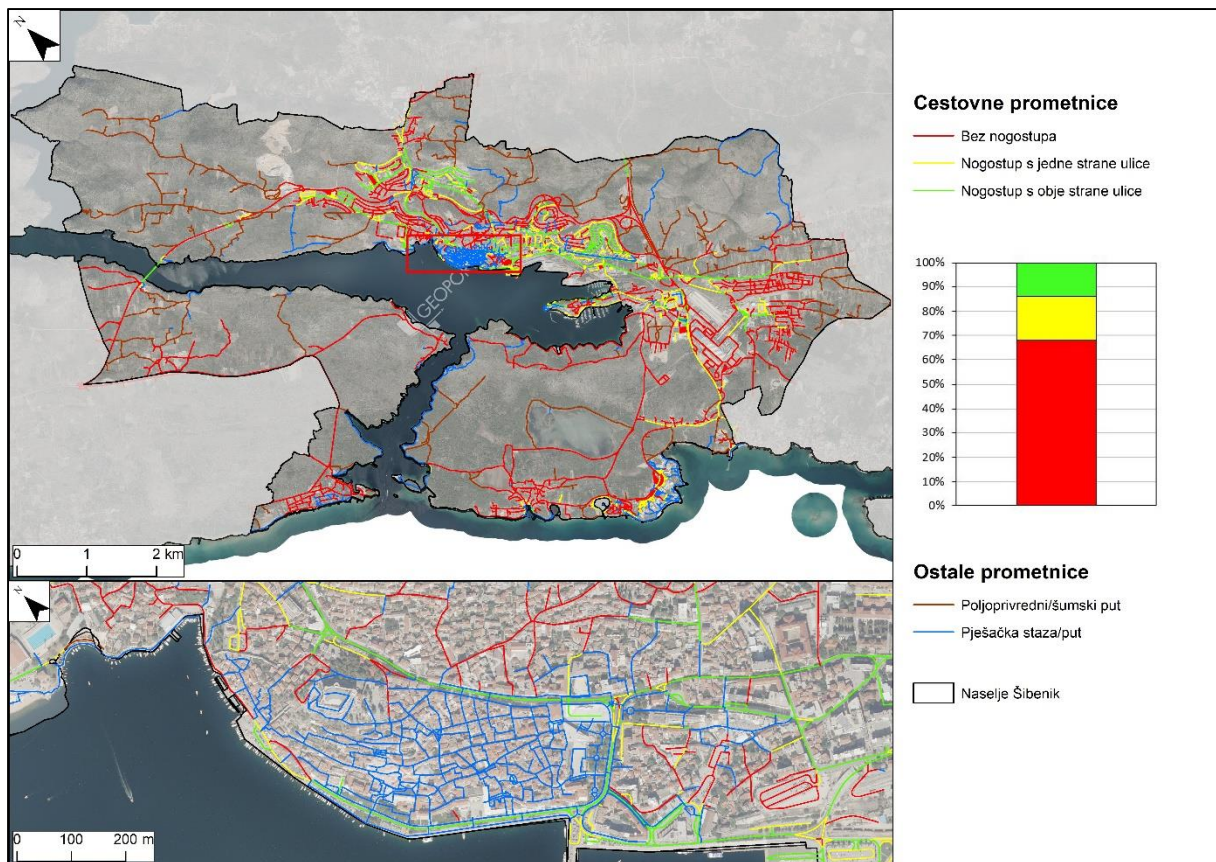 N
GEOPOR
0 1 2 km
N
0 100 200 m
Cestovne prometnice
Bez nogostupa
Nogostup s jedne strane ulice
Nogostup s obje strane ulice
100%
90%
80%
70%
60%
50%
40%
30%
20%
10%
0%
Ostale prometnice
Poljoprivredni/šumski put
Pješačka staza/put
Naselje Šibenik